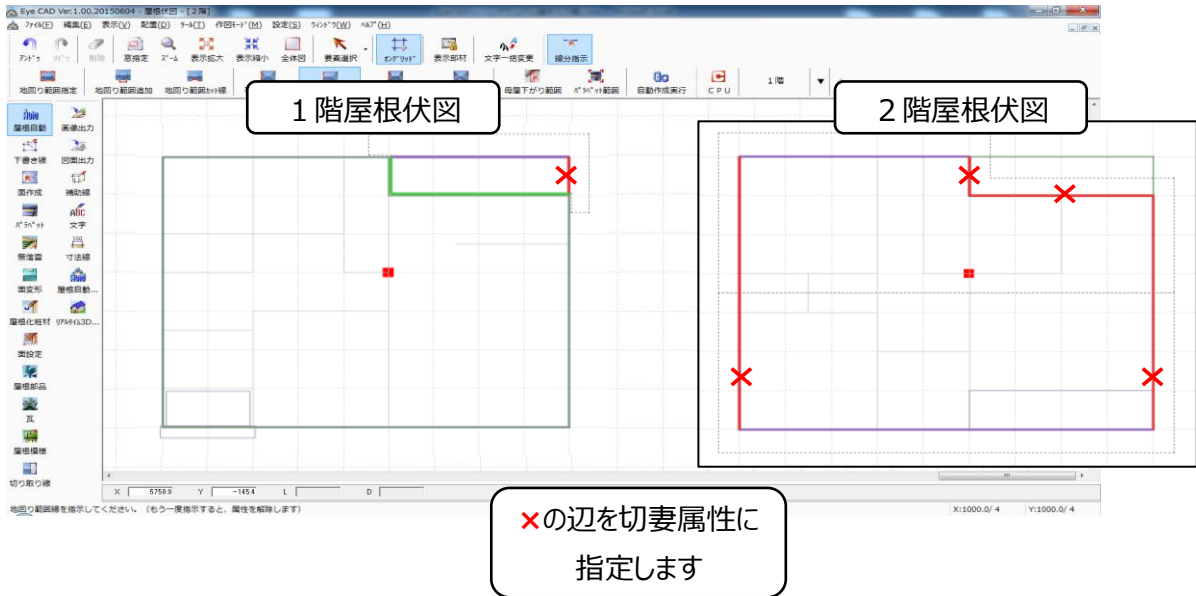 Eye CAD Ver.1.00.20150604 - 屋根伏図 - [２階]
ﾌｧｲﾙ(F) 編集(E) 表示(V) 配置(D) ﾂｰﾙ(T) 作図ﾓｰﾄﾞ(M) 設定(S) ｳｨﾝﾄﾞｳ(W) ﾍﾙﾌﾟ(H)
ｱﾝﾄﾞｩ ﾘﾄﾞｩ 削除 窓指定 ｽﾞｰﾑ 表示拡大 表示縮小 全体図 要素選択 ｵﾝｸﾞﾘｯﾄﾞ 表示部材 文字一括変更 線分指示
地回り範囲指定 地回り範囲追加 地回り範囲ｶｯﾄ線 母屋下がり範囲 ﾊﾟﾗﾍﾟｯﾄ範囲 自動作成実行 ＣＰＵ 1階
１階屋根伏図
２階屋根伏図
屋根自動 画像出力
下書き線 図面出力
面作成 補助線
ﾊﾟﾗﾍﾟｯﾄ 文字
無落雪 寸法線
面変形 屋根自動...
屋根化粧材 ﾘｱﾙﾀｲﾑ3D...
面設定
屋根部品
瓦
屋根模様
切り取り線
X 5750.9 Y -145.4 L D
地回り範囲線を指示してください。（もう一度指示すると、属性を解除します）
X:1000.0/ 4 Y:1000.0/ 4
×の辺を切妻属性に
指定します